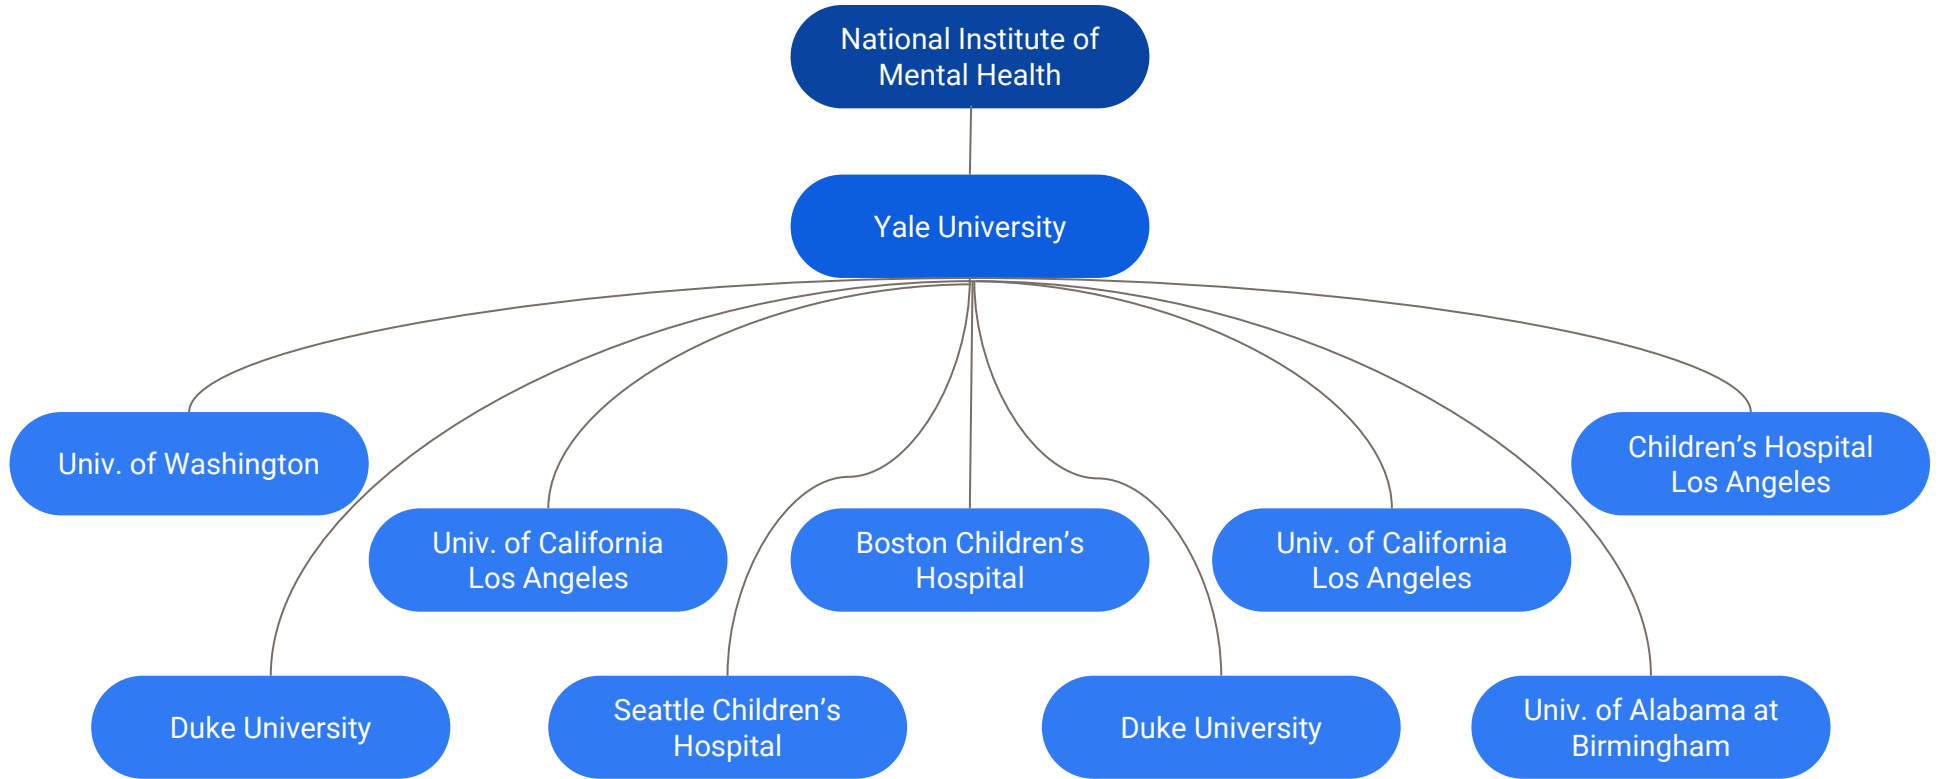 National Institute of
Mental Health
Yale University
Univ. of Washington
Children’s Hospital
Los Angeles
Univ. of California
Los Angeles
Boston Children’s
Hospital
Univ. of California
Los Angeles
Duke University
Seattle Children’s
Hospital
Duke University
Univ. of Alabama at
Birmingham